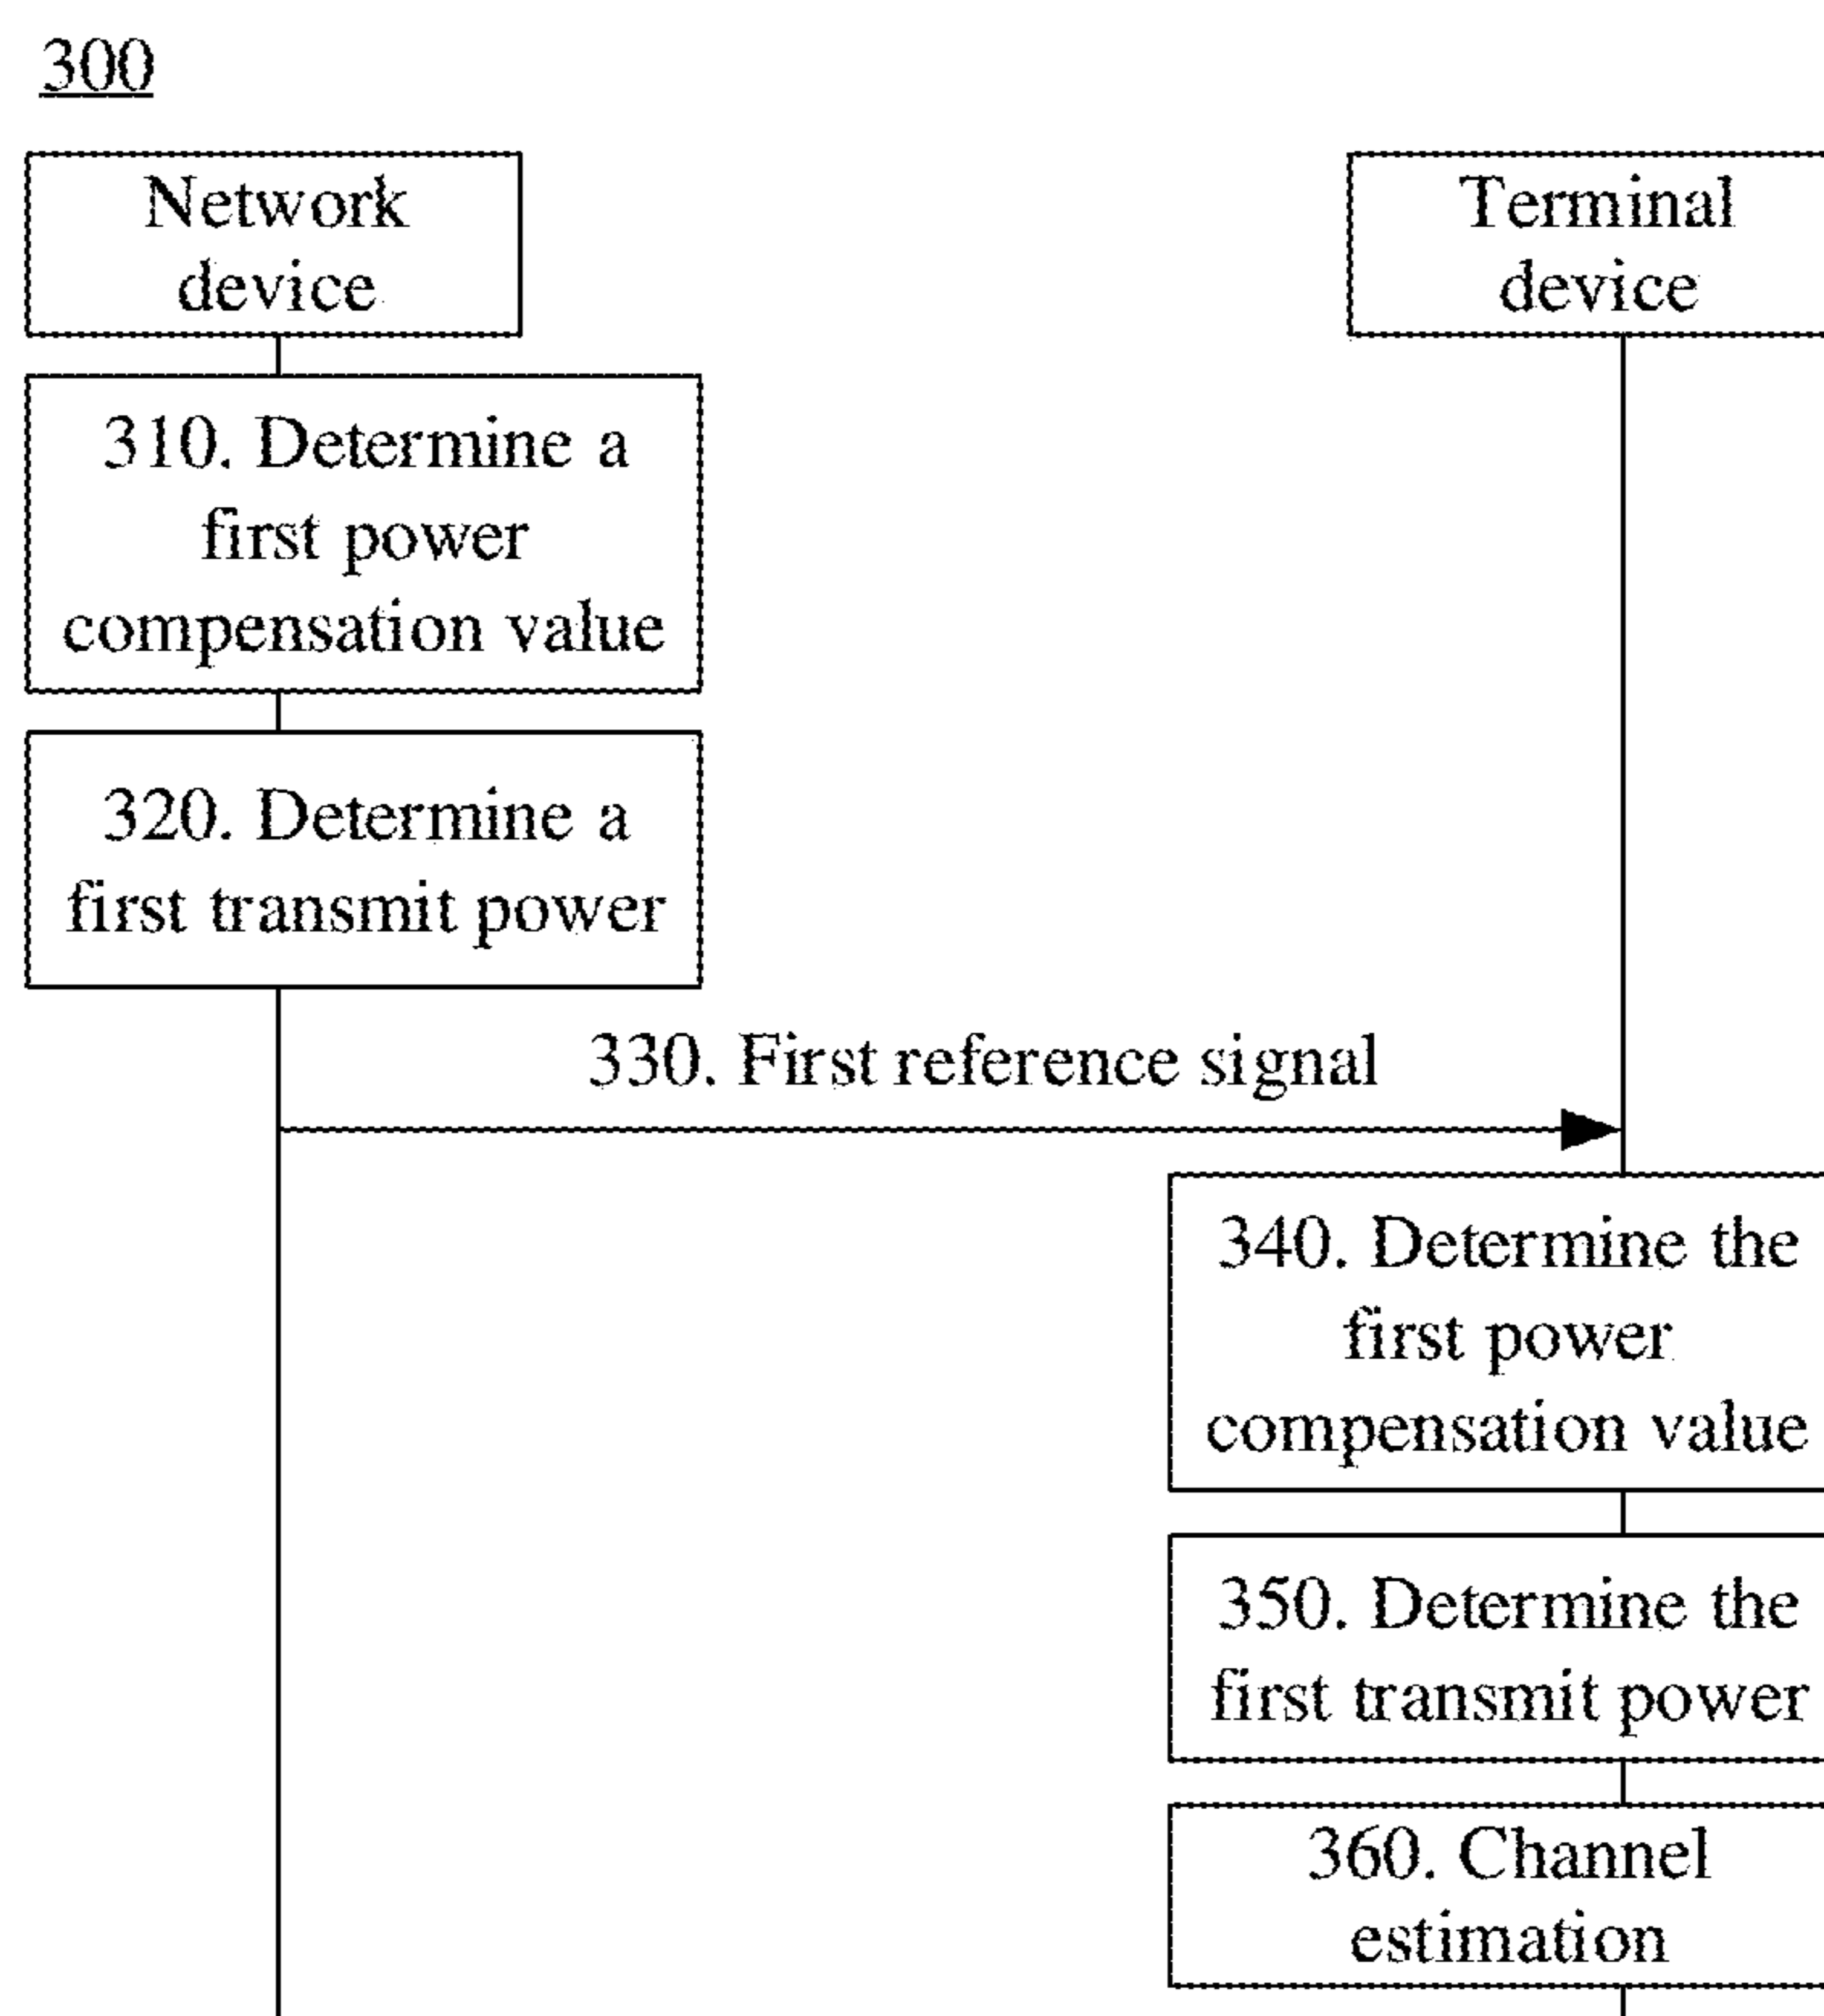 300
Network
device
Terminal
device
310. Determine a
first power
compensation value
320. Determine a
first transmit power
330. First reference signal
340. Determine the
first power
compensation value
350. Determine the
first transmit power
360. Channel
estimation